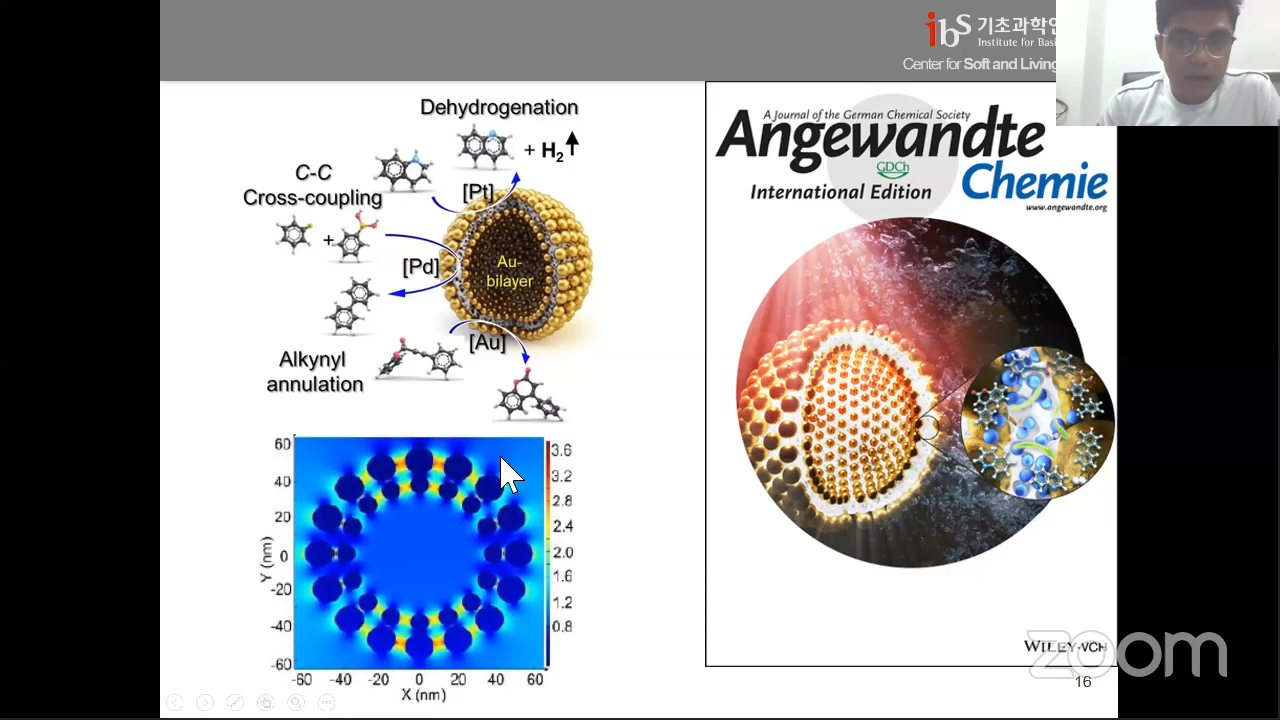 ibs 기초과학
Institute for Basi
Center for Soft and Living
Dehydrogenation
+ H2
C-C
Cross-coupling
[Pt]
+
[Pd]
Au-
bilayer
[Au]
Alkynyl
annulation
60
40
20
0
-20
-40
-60
Y (nm)
-60 -40 -20 0 20 40 60
X (nm)
3.6
3.2
2.8
2.4
2.0
1.6
1.2
0.8
A Journal of the German Chemical Society
Angewandte
GDCh
International Edition
Chemie
www.angewandte.org
WILEY-VCH
zoom
16